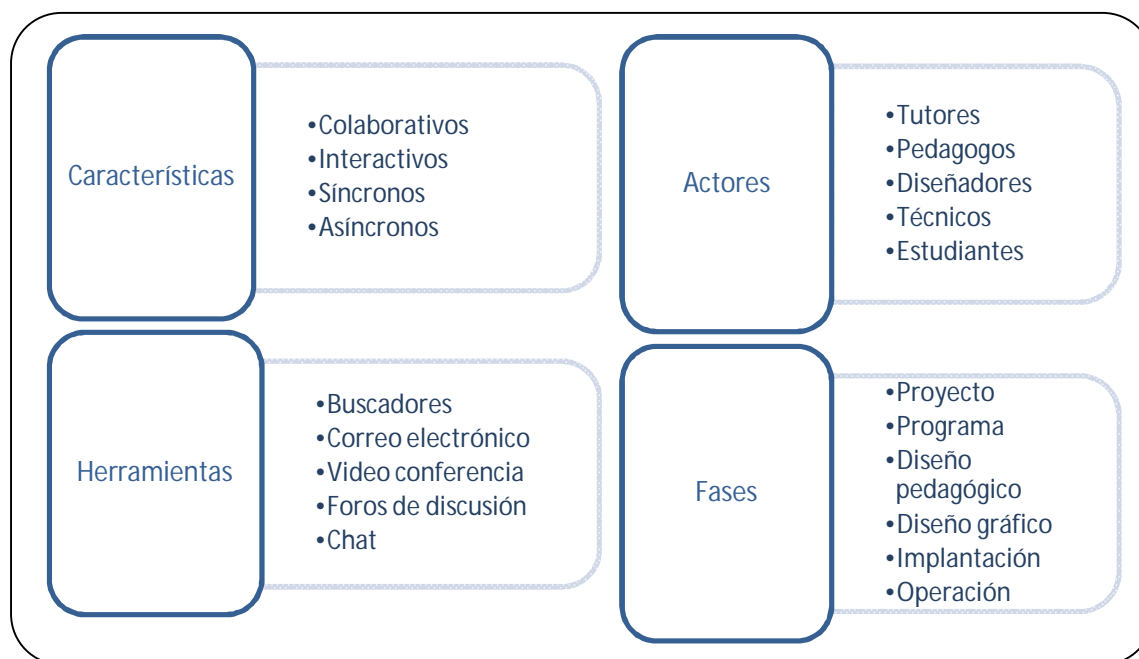 Caracterísíticas
•Colaborativos
•Interactivos
•Síncronos
•Asíncronos
Actores
•Tutores
•Pedagogos
•Diseñadores
•Técnicos
•Estudiantes
Herramientas
•Buscadores
•Correo electrónico
•Video conferencia
•Foros de discusión
•Chat
Fases
•Proyecto
•Programa
•Diseño
pedagógico
•Diseño gráfico
•Implantación
•Operación